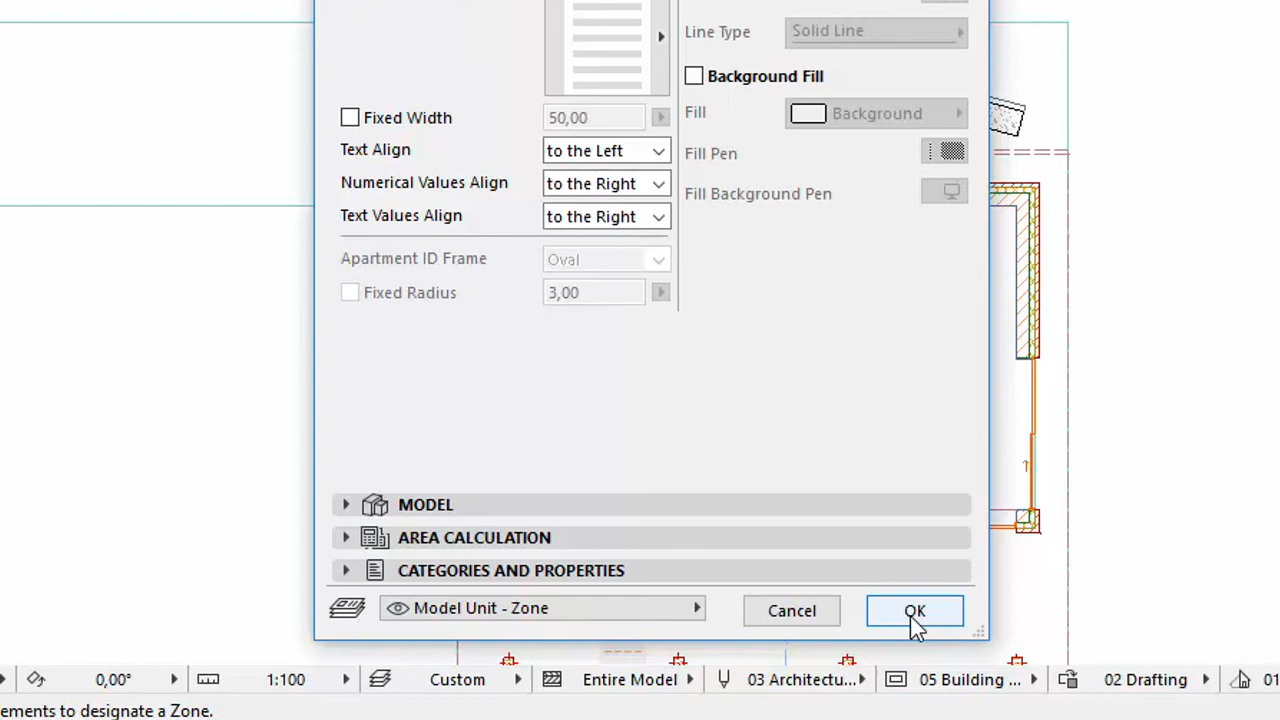 Line Type Solid Line
Background Fill
Fixed Width 50,00
Fill Background
Text Align to the Left
Fill Pen
Numerical Values Align to the Right
Fill Background Pen
Text Values Align to the Right
Apartment ID Frame Oval
Fixed Radius 3,00
MODEL
AREA CALCULATION
CATEGORIES AND PROPERTIES
Model Unit - Zone Cancel OK
0,00° 1:100 Custom Entire Model 03 Architectu... 05 Building ... 02 Drafting 01
ements to designate a Zone.